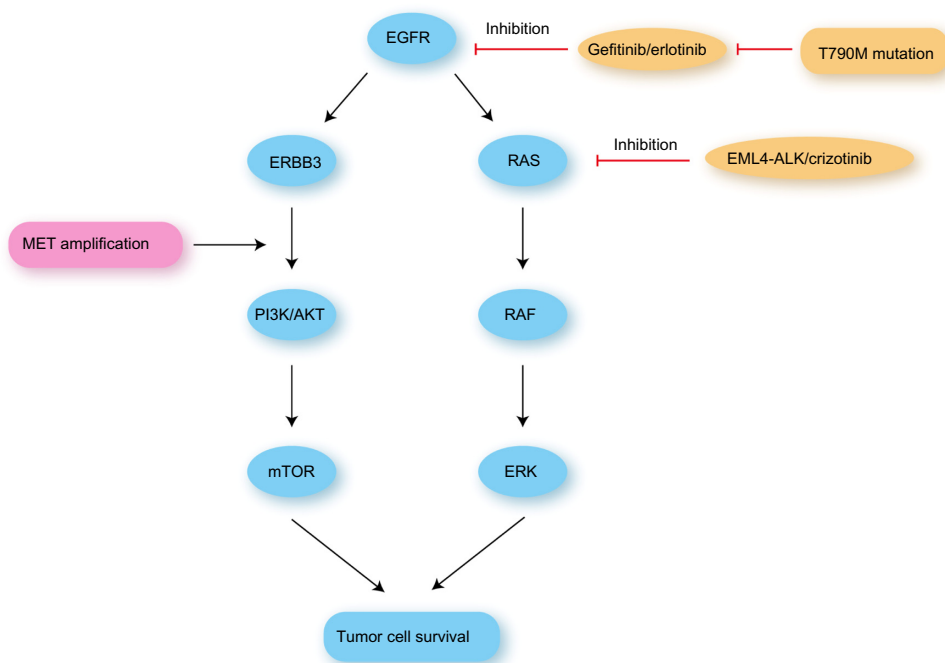 EGFR
Inhibition
Gefitinib/erlotinib
T790M mutation
ERBB3
RAS
Inhibition
EML4-ALK/crizotinib
MET amplification
PI3K/AKT
RAF
mTOR
ERK
Tumor cell survival